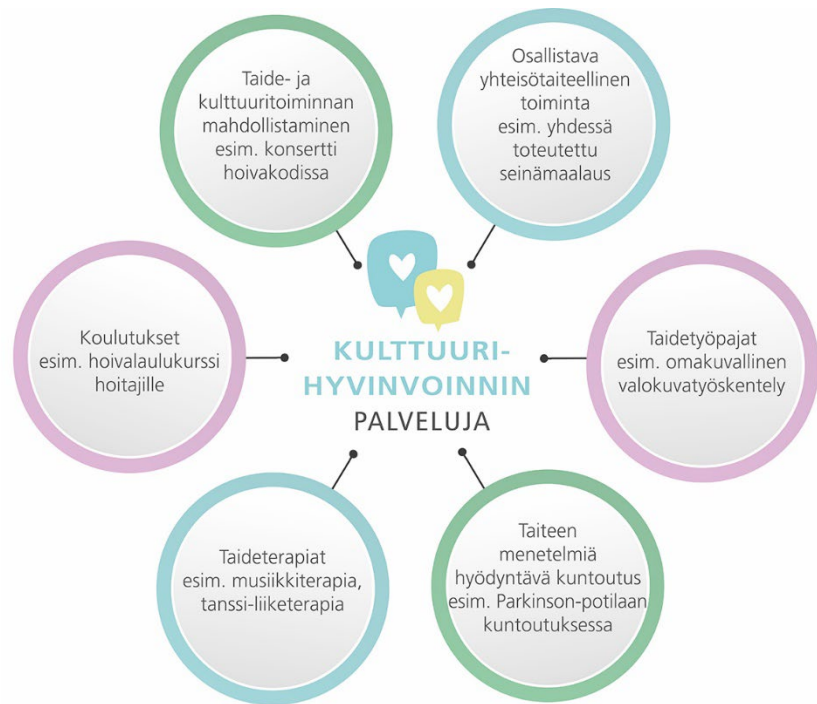 Taide- ja
kulttuuritoiminnan
mahdollistaminen
esim. konsertti
hoivakodissa
Osallistava
yhteisötaiteellinen
toiminta
esim. yhdessä
toteutettu
seinämaalaus
Koulutukset
esim. hoivalaulukurssi
hoitajille
KULTTUURI-
HYVINVOINNIN
PALVELUJA
Taidetyöpajat
esim. omakuvallinen
valokuvatyöskentely
Taideterapiat
esim. musiikkiterapia,
tanssi-liiketerapia
Taiteen
menetelmiä
hyödyntävä kuntoutus
esim. Parkinson-potilaan
kuntoutuksessa